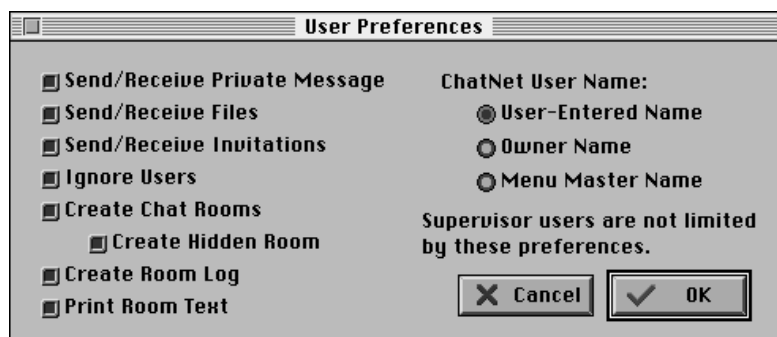 User Preferences
Send/Receive Private Message
Send/Receive Files
Send/Receive Invitations
Ignore Users
Create Chat Rooms
Create Hidden Room
Create Room Log
Print Room Text
ChatNet User Name:
User-Entered Name
Owner Name
Menu Master Name
Supervisor users are not limited
by these preferences.
Cancel
OK